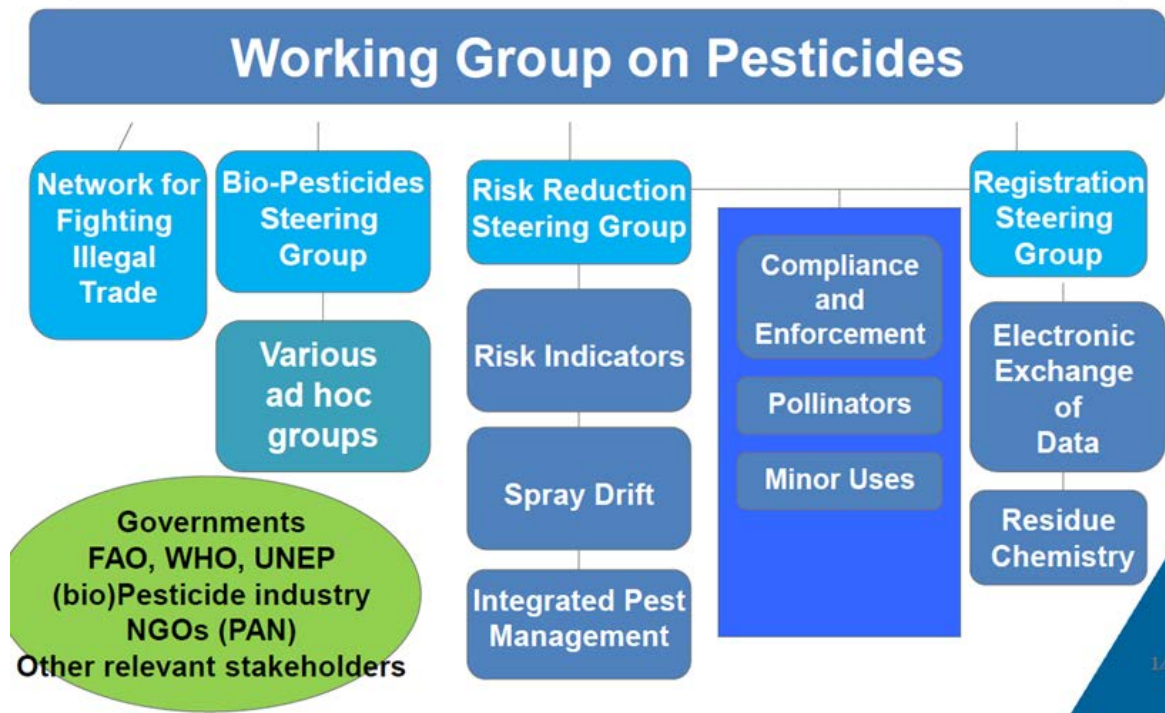 Working Group on Pesticides
Network for
Fighting
Illegal
Trade
Bio-Pesticides
Steering
Group
Various
ad hoc
groups
Risk Reduction
Steering Group
Risk Indicators
Spray Drift
Integrated Pest
Management
Compliance
and
Enforcement
Pollinators
Minor Uses
Registration
Steering
Group
Electronic
Exchange
of
Data
Residue
Chemistry
Governments
FAO, WHO, UNEP
(bio)Pesticide industry
NGOs (PAN)
Other relevant stakeholders